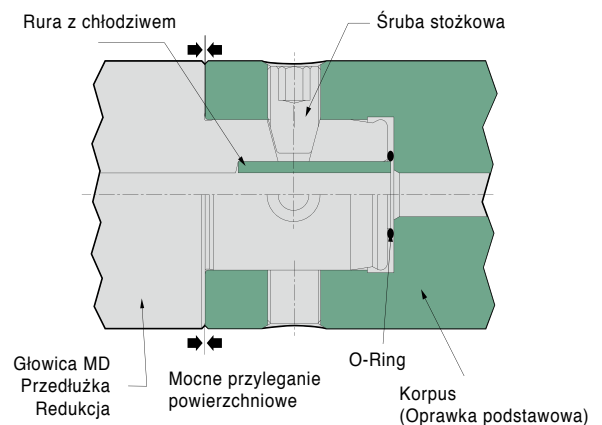 Rura z chłodziwem
Śruba stożkowa
Głowica MD
Przedłużka
Redukcja
Mocne przyleganie
powierzchniowe
O-Ring
Korpus
(Oprawka podstawowa)